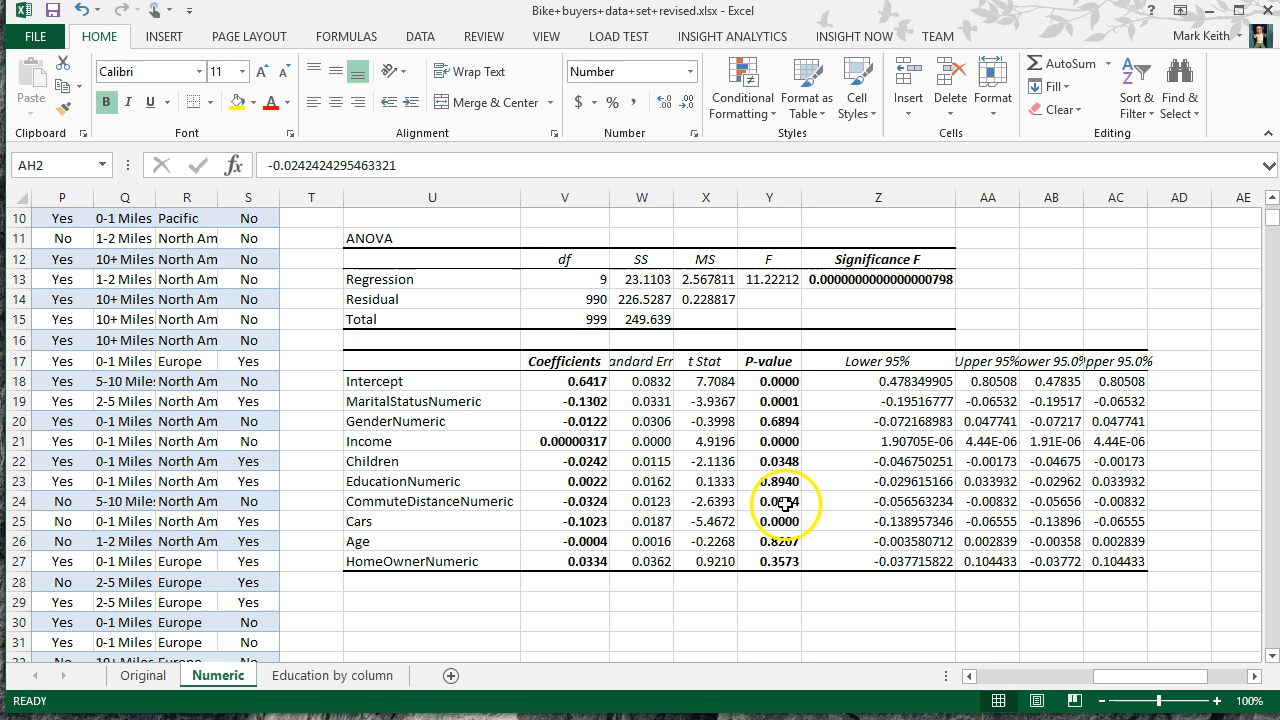 Bike+buyers+data+set+revised.xlsx - Excel
FILE HOME INSERT PAGE LAYOUT FORMULAS DATA REVIEW VIEW LOAD TEST INSIGHT ANALYTICS INSIGHT NOW TEAM Mark Keith
Paste Calibri 11 Wrap Text Number Conditional Formatting Format as Table Cell Styles Insert Delete Format AutoSum Sort & Filter Find & Select
B I U Merge & Center $ % , Fill
Clear
Clipboard Font Alignment Number Styles Cells Editing
AH2 fx -0.0242424295463321
P Q R S T U V W X Y Z AA AB AC AD AE
10 Yes 0-1 Miles Pacific No
11 No 1-2 Miles North Am No ANOVA
12 Yes 10+ Miles North Am No df SS MS F Significance F
13 Yes 1-2 Miles North Am No Regression 9 23.1103 2.567811 11.22212 0.0000000000000000798
14 Yes 10+ Miles North Am No Residual 990 226.5287 0.228817
15 Yes 10+ Miles North Am No Total 999 249.639
16 Yes 10+ Miles North Am No
17 Yes 0-1 Miles Europe Yes Coefficients andard Err t Stat P-value Lower 95% Upper 95% ower 95.0% pper 95.0%
18 Yes 5-10 Miles North Am No Intercept 0.6417 0.0832 7.7084 0.0000 0.478349905 0.80508 0.47835 0.80508
19 Yes 2-5 Miles North Am Yes MaritalStatusNumeric -0.1302 0.0331 -3.9367 0.0001 -0.19516777 -0.06532 -0.19517 -0.06532
20 Yes 0-1 Miles North Am No GenderNumeric -0.0122 0.0306 -0.3998 0.6894 -0.072168983 0.047741 -0.07217 0.047741
21 Yes 0-1 Miles North Am No Income 0.00000317 0.0000 4.9196 0.0000 1.90705E-06 4.44E-06 1.91E-06 4.44E-06
22 Yes 0-1 Miles North Am Yes Children -0.0242 0.0115 -2.1136 0.0348 -0.046750251 -0.00173 -0.04675 -0.00173
23 Yes 0-1 Miles North Am Yes EducationNumeric 0.0022 0.0162 0.1333 0.8940 -0.029615166 0.033932 -0.02962 0.033932
24 No 5-10 Miles North Am No CommuteDistanceNumeric -0.0324 0.0123 -2.6393 -0.056563234 -0.00832 -0.05656 -0.00832
25 No 0-1 Miles North Am Yes Cars -0.1023 0.0187 -5.4672 0.0000 -0.138957346 -0.06555 -0.13896 -0.06555
26 No 1-2 Miles North Am Yes Age -0.0004 0.0016 -0.2268 0.8207 -0.003580712 0.002839 -0.00358 0.002839
27 Yes 0-1 Miles Europe Yes HomeOwnerNumeric 0.0334 0.0362 0.9210 0.3573 -0.037715822 0.104433 -0.03772 0.104433
28 No 2-5 Miles Europe Yes
29 Yes 2-5 Miles Europe Yes
30 Yes 0-1 Miles Europe No
31 Yes 0-1 Miles Europe No
No 10+ Miles Europe No
Original Numeric Education by column
READY 100%